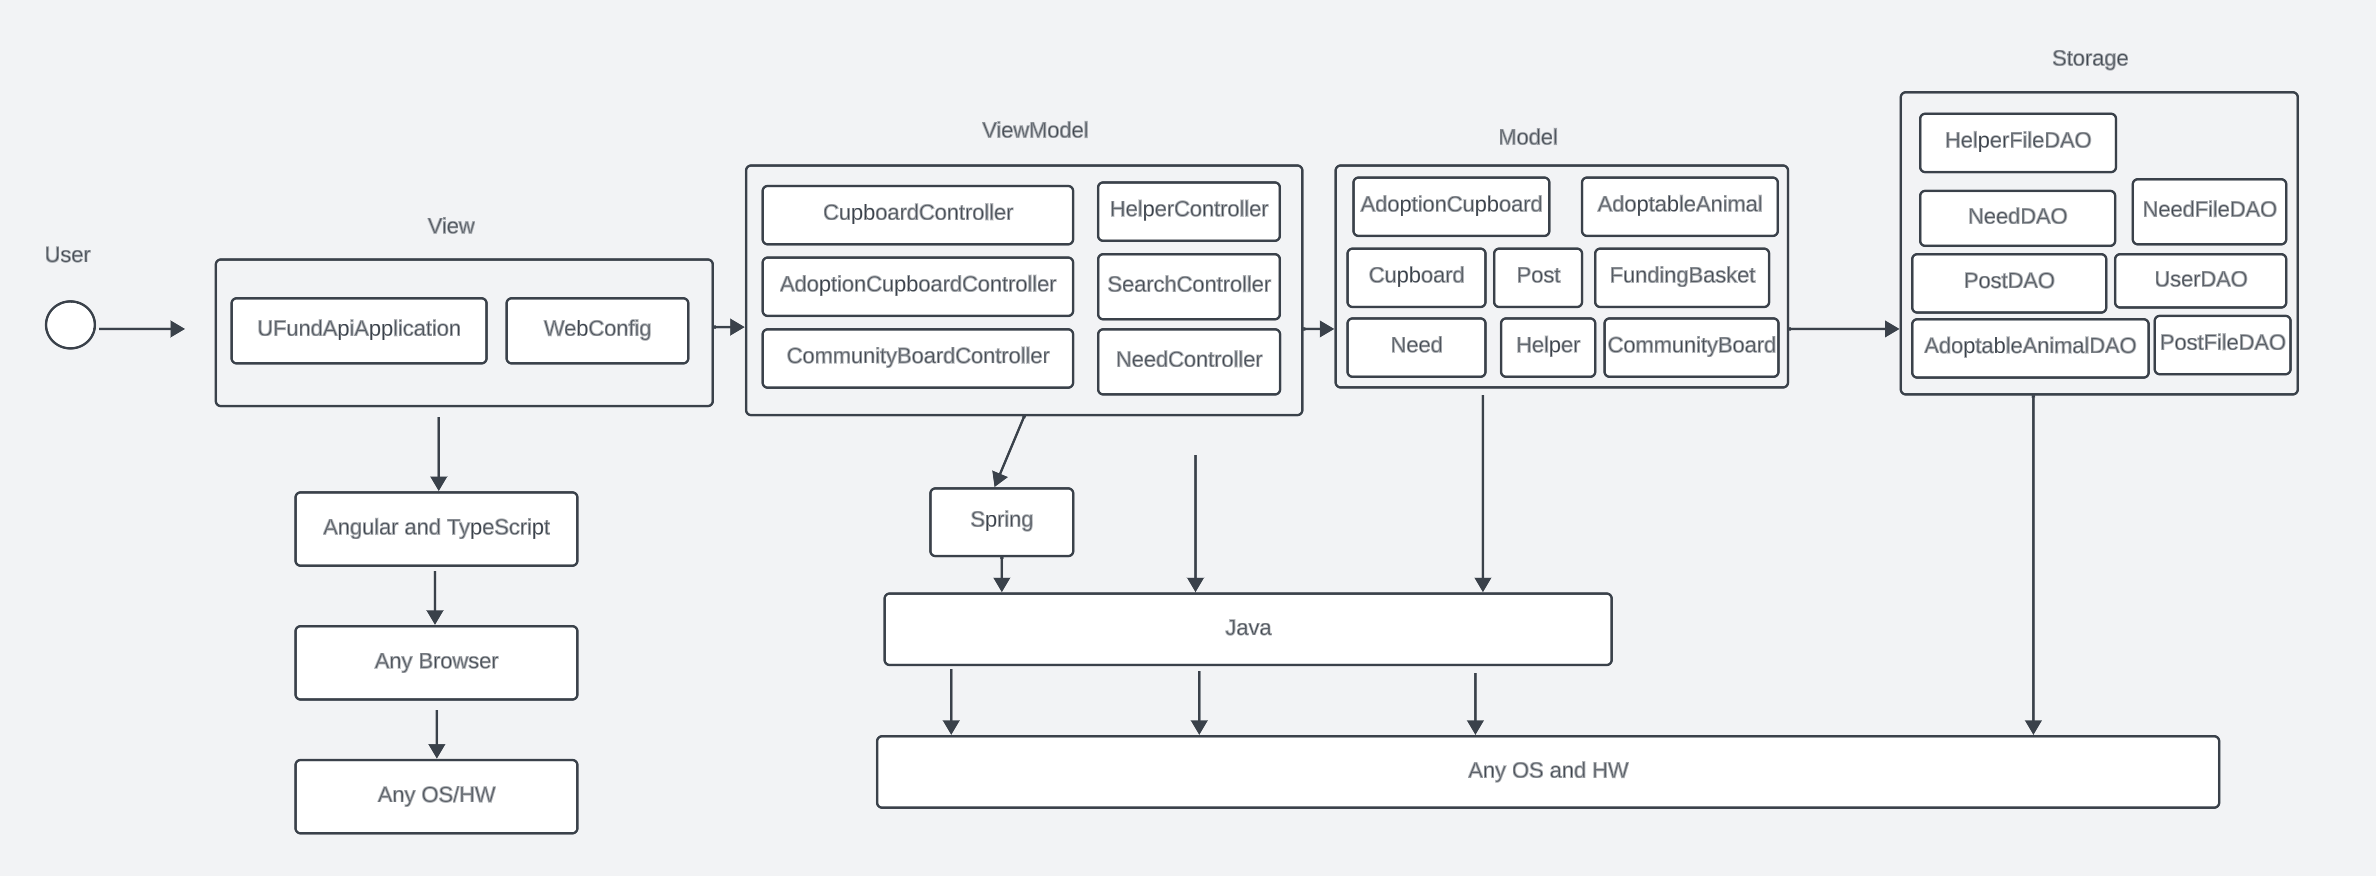 User
View
UFundApiApplication
WebConfig
Angular and TypeScript
Any Browser
Any OS/HW
ViewModel
CupboardController
HelperController
AdoptionCupboardController
SearchController
CommunityBoardController
NeedController
Spring
Model
AdoptionCupboard
AdoptableAnimal
Cupboard
Post
FundingBasket
Need
Helper
CommunityBoard
Java
Storage
HelperFileDAO
NeedDAO
NeedFileDAO
PostDAO
UserDAO
AdoptableAnimalDAO
PostFileDAO
Any OS and HW